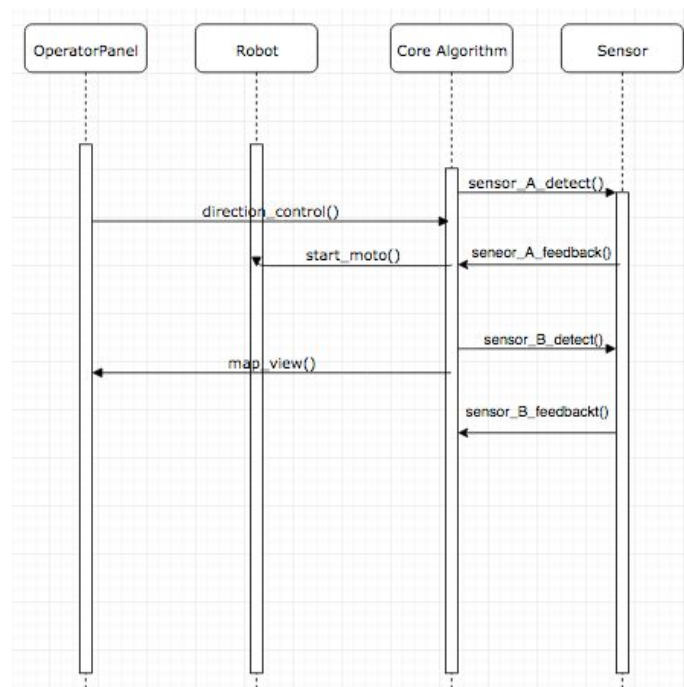 OperatorPanel
Robot
Core Algorithm
Sensor
sensor_A_detect()
direction_control()
start_moto()
seneor_A_feedback()
sensor_B_detect()
map_view()
sensor_B_feedbackt()